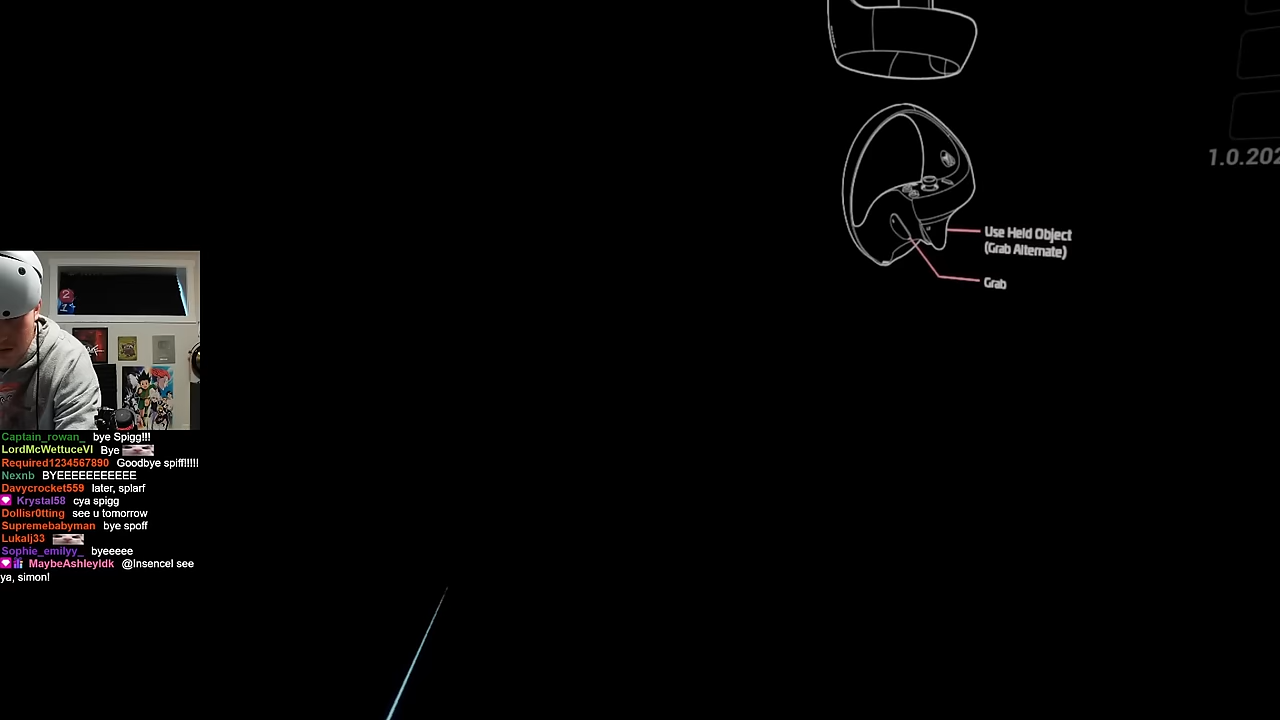 1.0.202
Use Held Object
(Grab Alternate)
Grab
Captain_rowan_ bye Spigg!!!
LordMcWettuceVI Bye
Required1234567890 Goodbye spiff!!!!!
Nexnb BYEEEEEEEEEEE
Davycrocket559 later, splarf
Krystal58 cya spigg
Dollisr0tting see u tomorrow
Supremebabyman bye spoff
Lukalj33
Sophie_emilyy_ byeeeee
MaybeAshleyIdk @Insencel see
ya, simon!